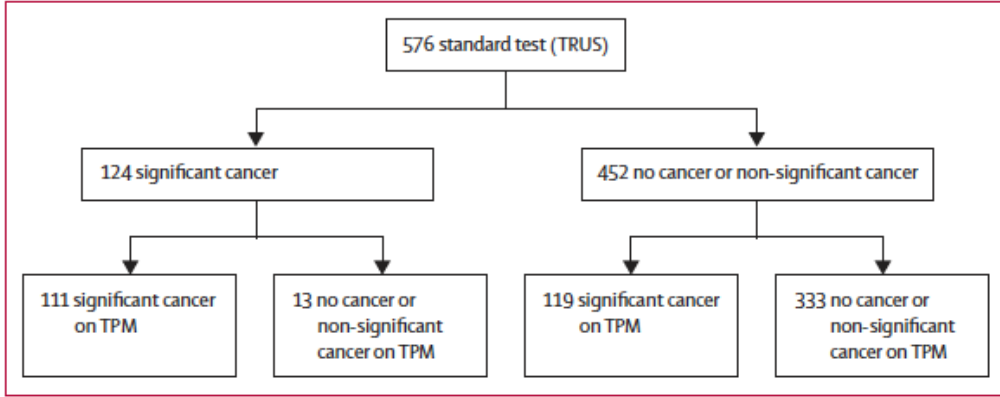 576 standard test (TRUS)
124 significant cancer
452 no cancer or non-significant cancer
111 significant cancer
on TPM
13 no cancer or
non-significant
cancer on TPM
119 significant cancer
on TPM
333 no cancer or
non-significant
cancer on TPM